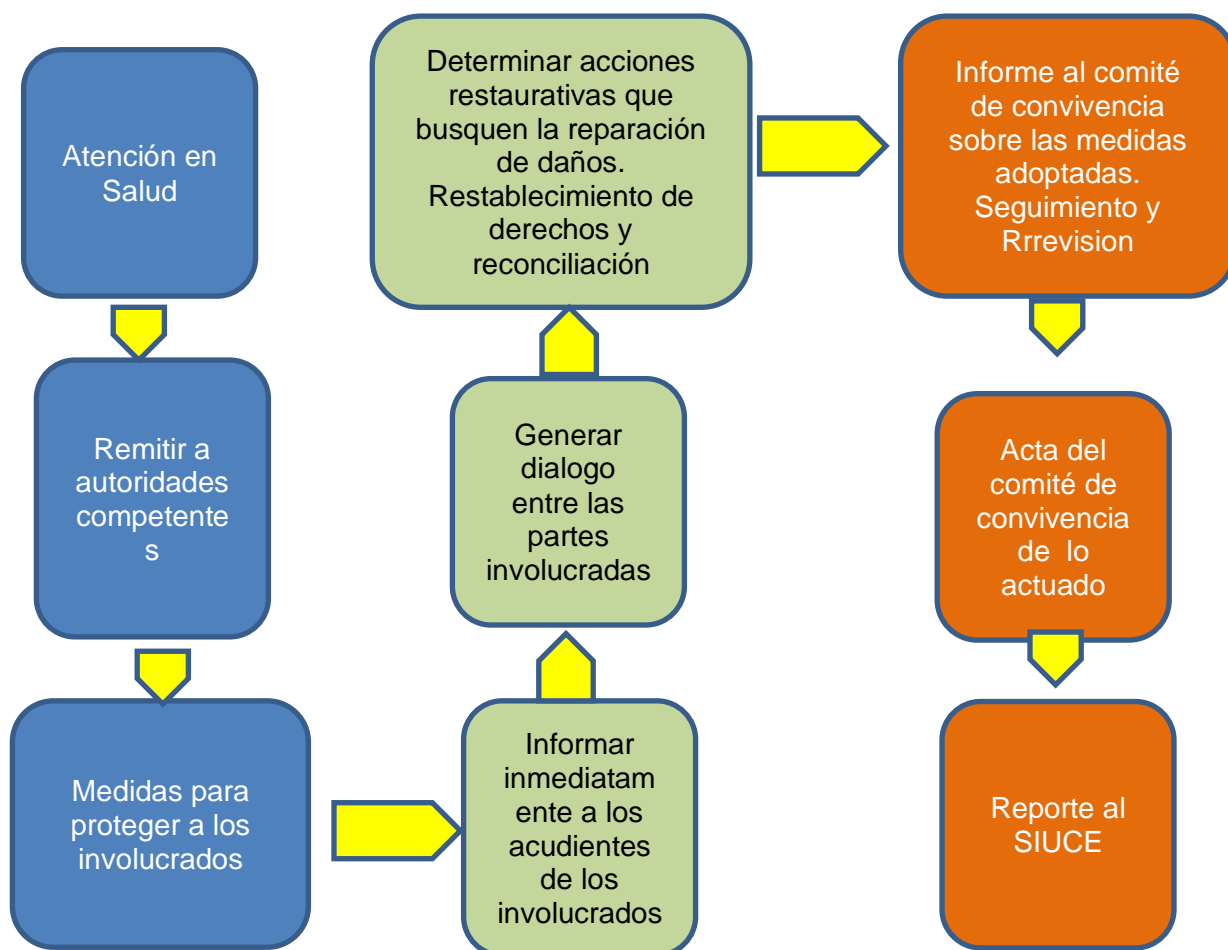 Atención en
Salud
Remitir a
autoridades
competente
s
Medidas para
proteger a los
involucrados
Informar
inmediatam
ente a los
acudientes
de los
involucrados
Generar
dialogo
entre las
partes
involucradas
Determinar acciones
restaurativas que
busquen la reparación
de daños.
Restablecimiento de
derechos y
reconciliación
Informe al comité
de convivencia
sobre las medidas
adoptadas.
Seguimiento y
Rrrevision
Acta del
comité de
convivencia
de lo
actuado
Reporte al
SIUCE